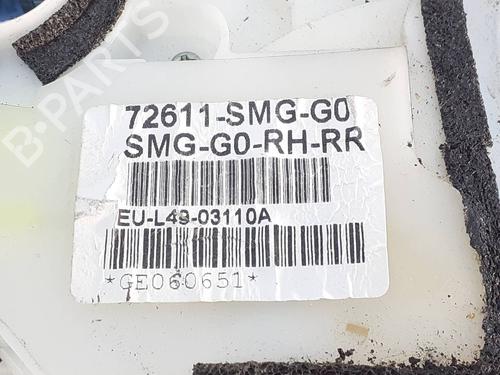 B-PARTS
72611-SMG-G0
SMG-G0-RH-RR
EU-L49-03110A
*GE060651*